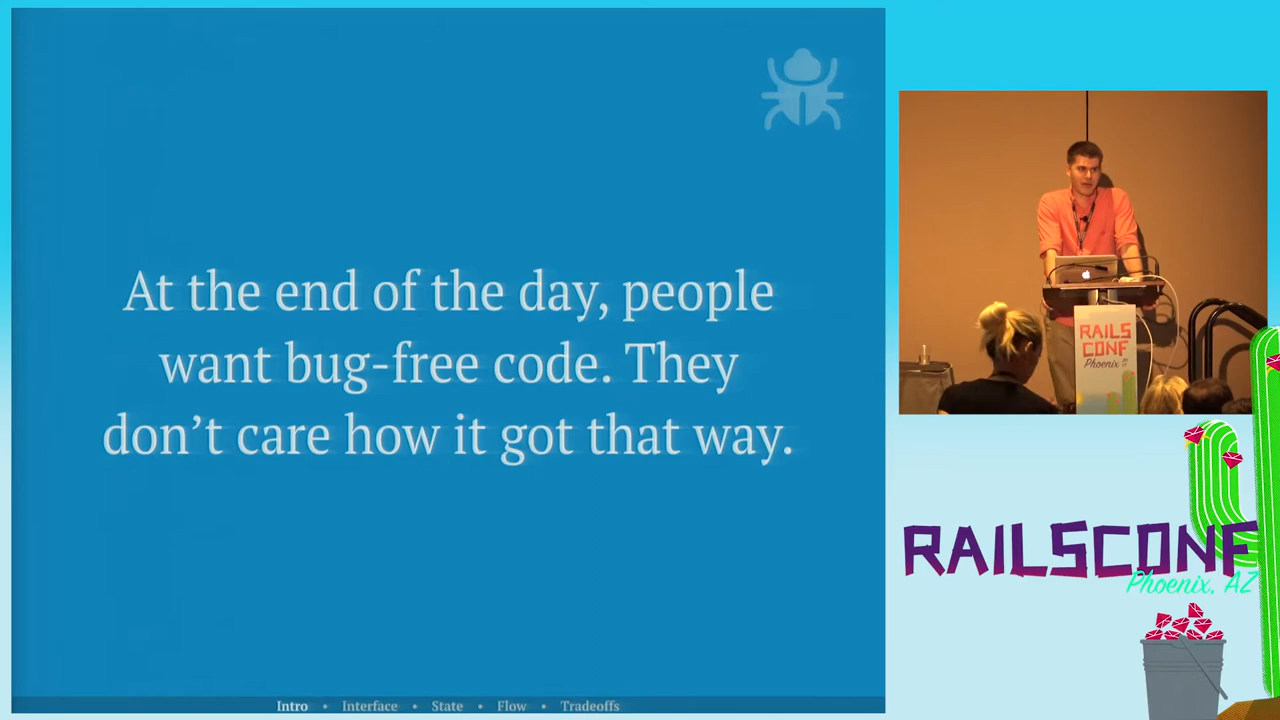 At the end of the day, people
want bug-free code. They
don’t care how it got that way.
Intro • Interface • State • Flow • Tradeoffs
RAILS
CONF
Phoenix
RAILSCONF
Phoenix, AZ